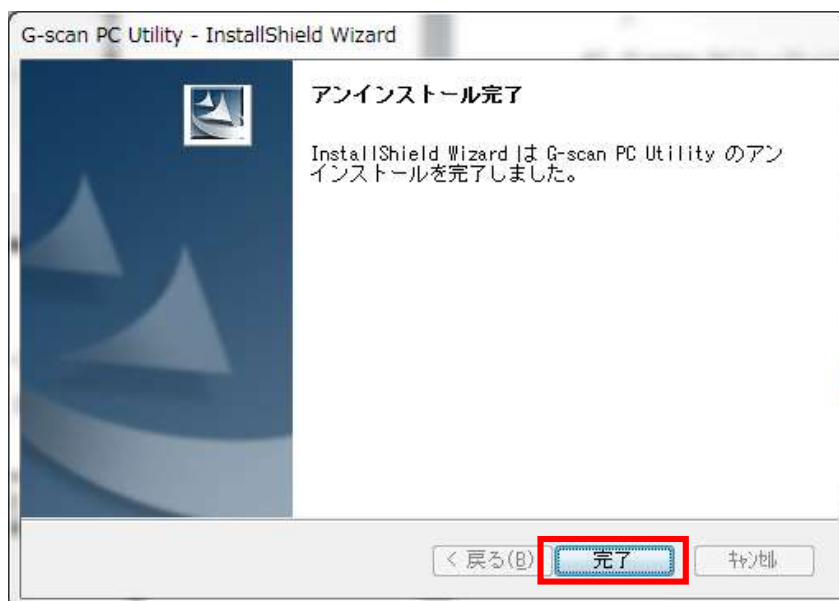 G-scan PC Utility - InstallShield Wizard
アンインストール完了
InstallShield Wizard は G-scan PC Utility のアン
インストールを完了しました。
< 戻る(B)
完了
キャンセル